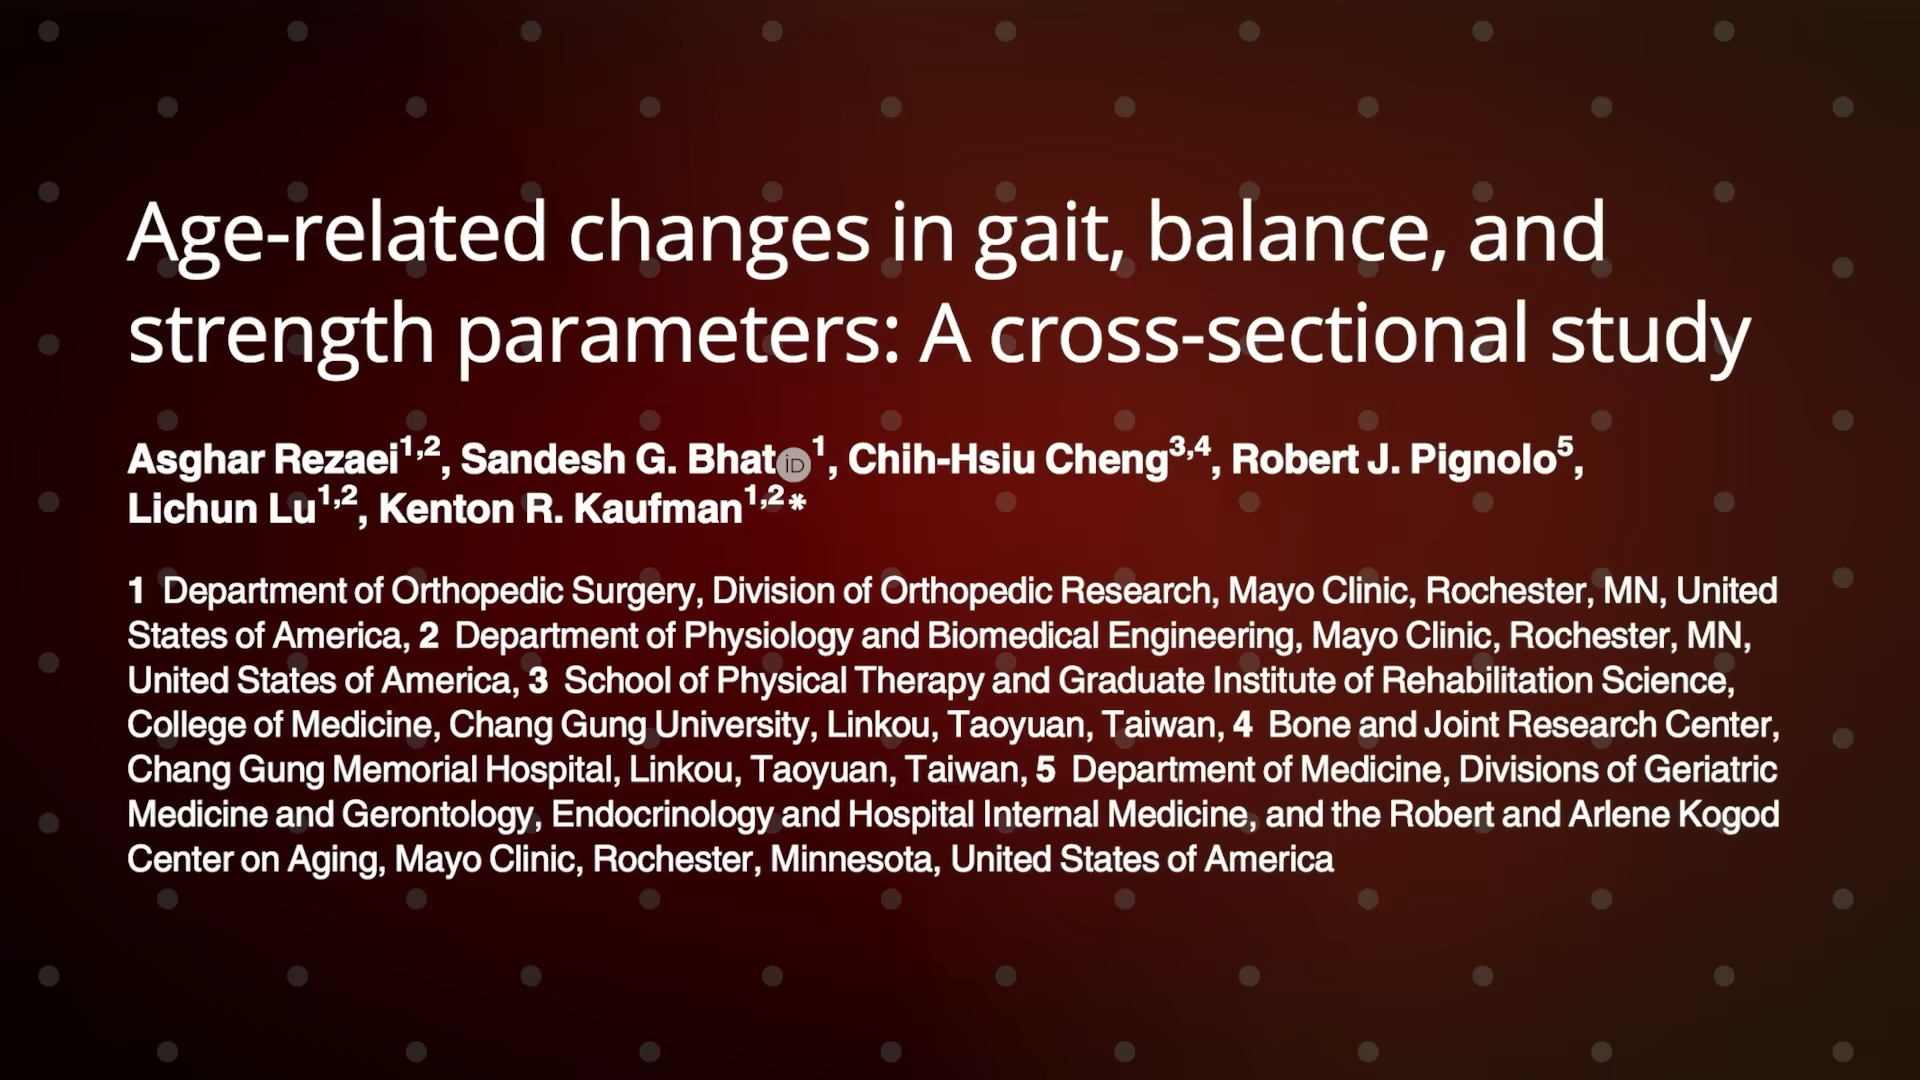 Age-related changes in gait, balance, and
strength parameters: A cross-sectional study
Asghar Rezaei1,2, Sandesh G. Bhat iD 1, Chih-Hsiu Cheng3,4, Robert J. Pignolo5,
Lichun Lu1,2, Kenton R. Kaufman1,2*
1 Department of Orthopedic Surgery, Division of Orthopedic Research, Mayo Clinic, Rochester, MN, United
States of America, 2 Department of Physiology and Biomedical Engineering, Mayo Clinic, Rochester, MN,
United States of America, 3 School of Physical Therapy and Graduate Institute of Rehabilitation Science,
College of Medicine, Chang Gung University, Linkou, Taoyuan, Taiwan, 4 Bone and Joint Research Center,
Chang Gung Memorial Hospital, Linkou, Taoyuan, Taiwan, 5 Department of Medicine, Divisions of Geriatric
Medicine and Gerontology, Endocrinology and Hospital Internal Medicine, and the Robert and Arlene Kogod
Center on Aging, Mayo Clinic, Rochester, Minnesota, United States of America